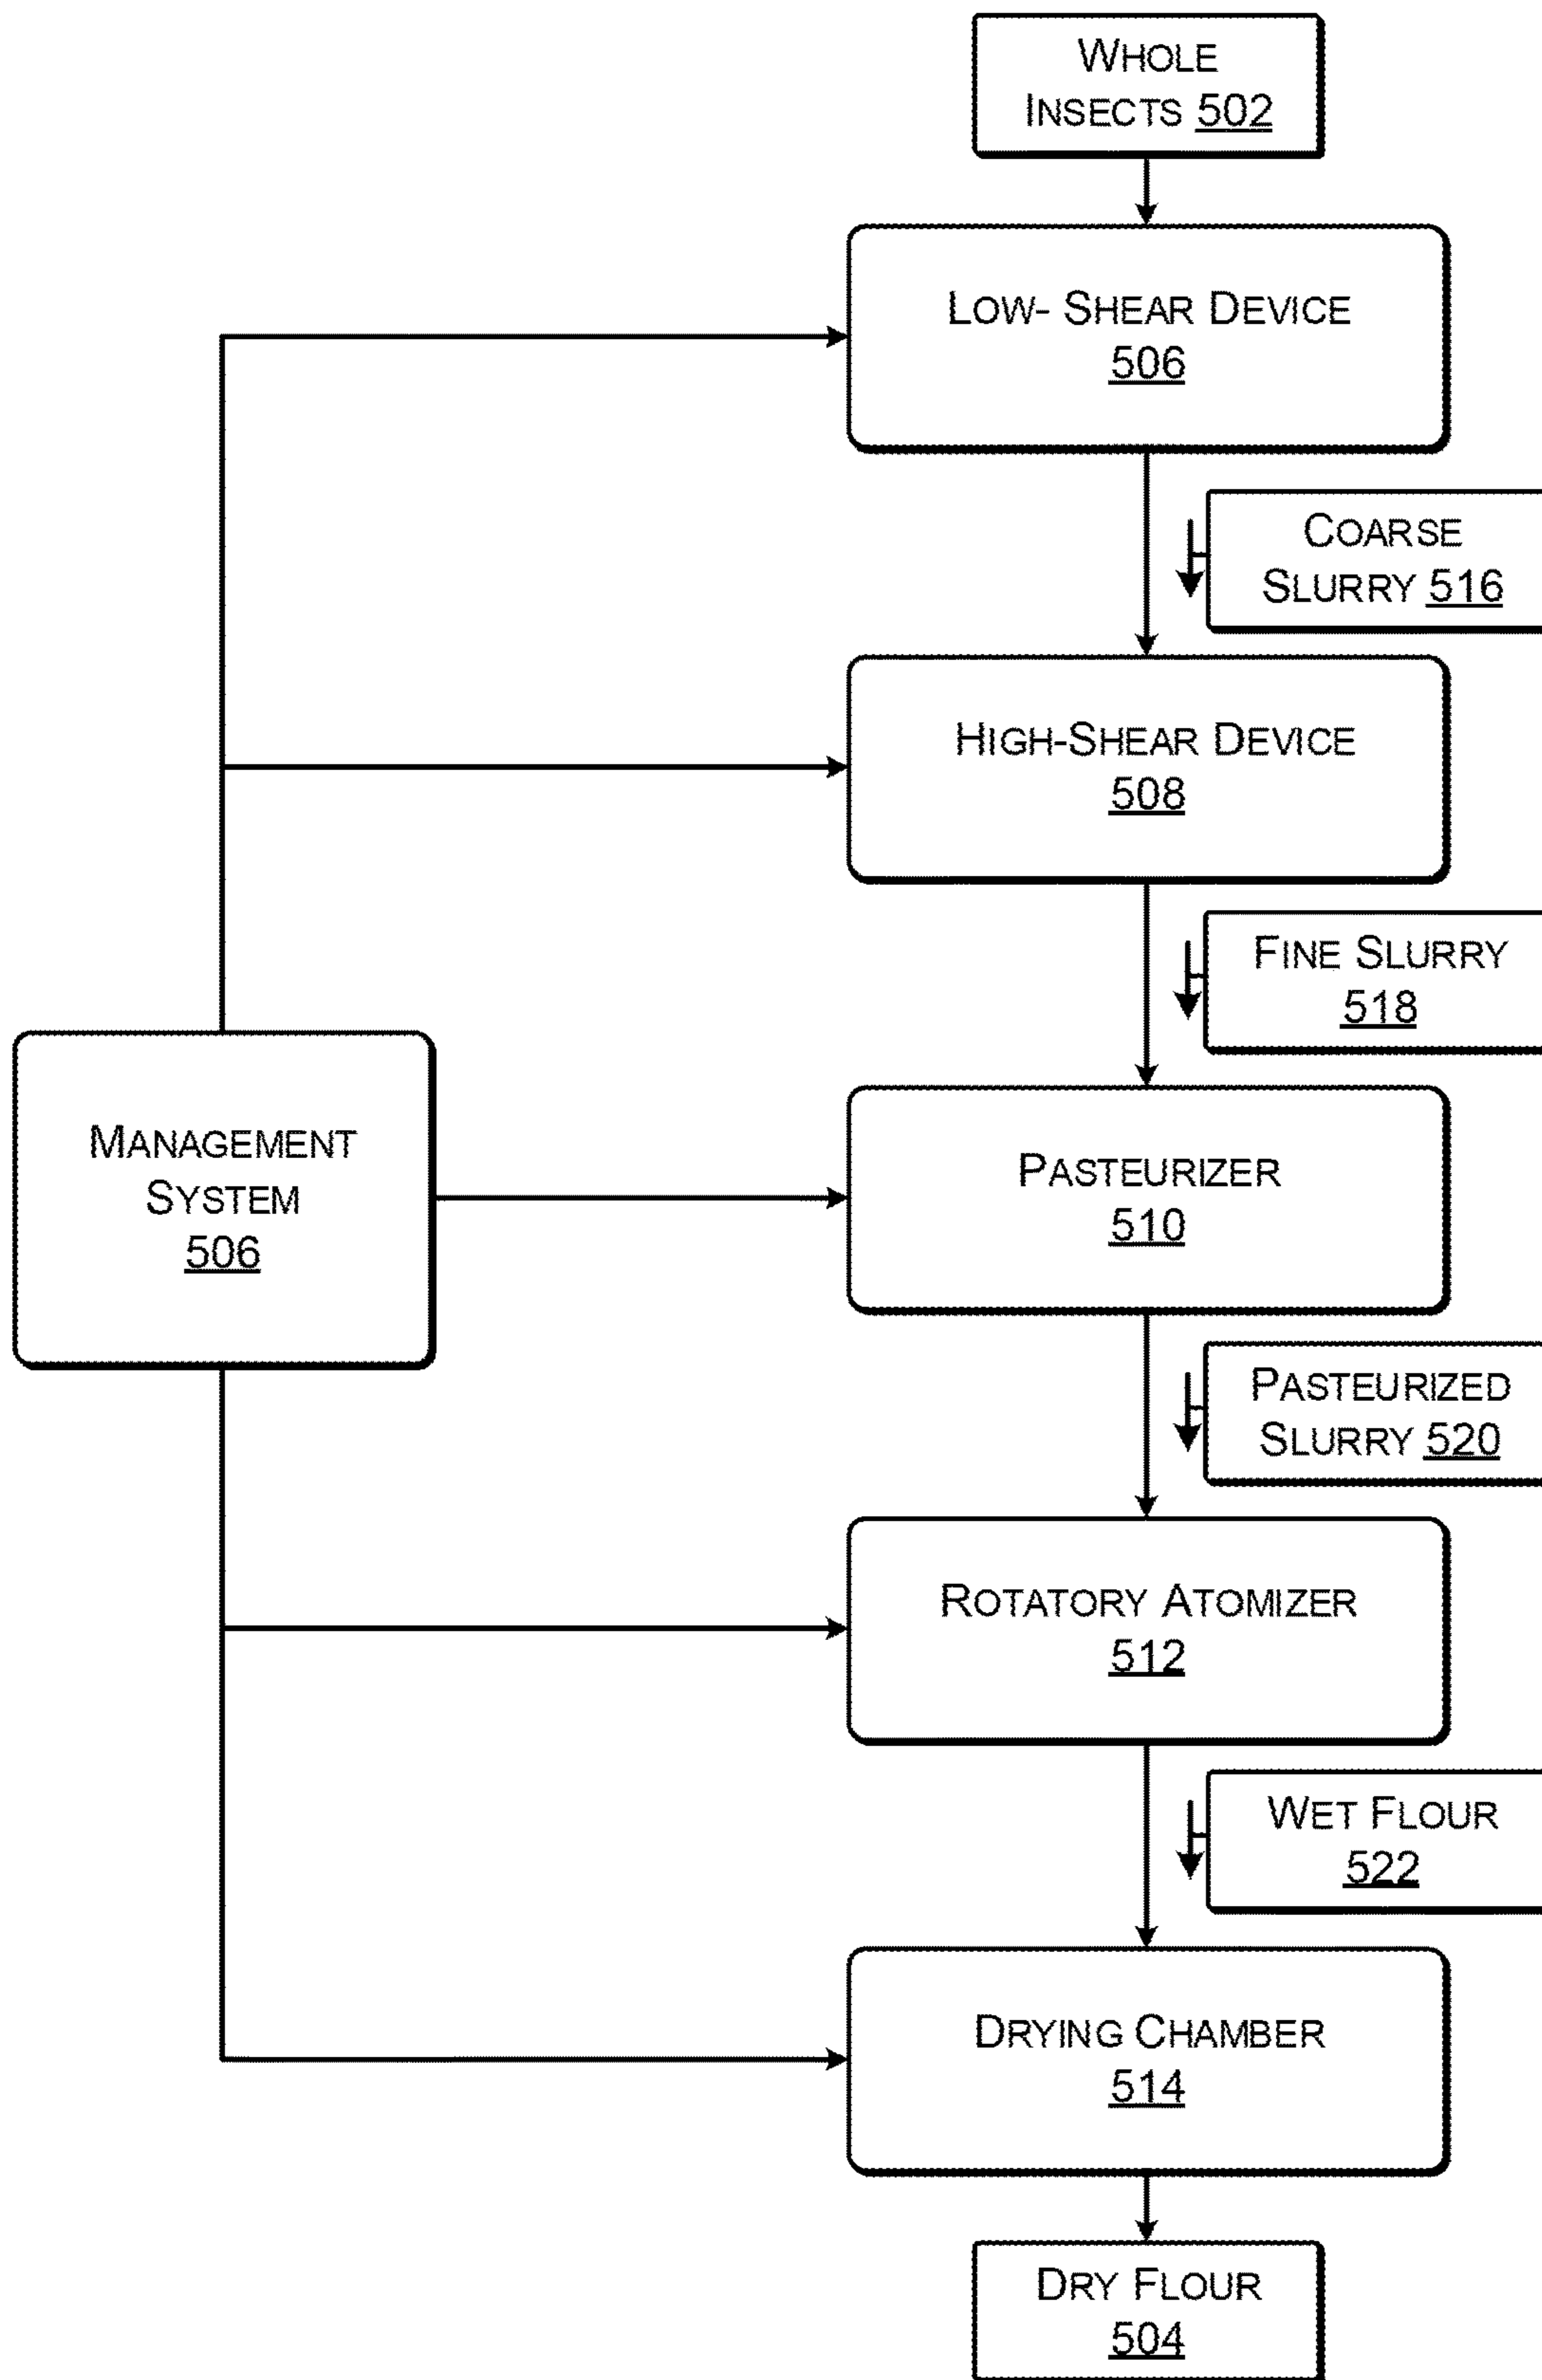 WHOLE
INSECTS 502
LOW- SHEAR DEVICE
506
COARSE
SLURRY 516
HIGH-SHEAR DEVICE
508
FINE SLURRY
518
MANAGEMENT
SYSTEM
506
PASTEURIZER
510
PASTEURIZED
SLURRY 520
ROTATORY ATOMIZER
512
WET FLOUR
522
DRYING CHAMBER
514
DRY FLOUR
504